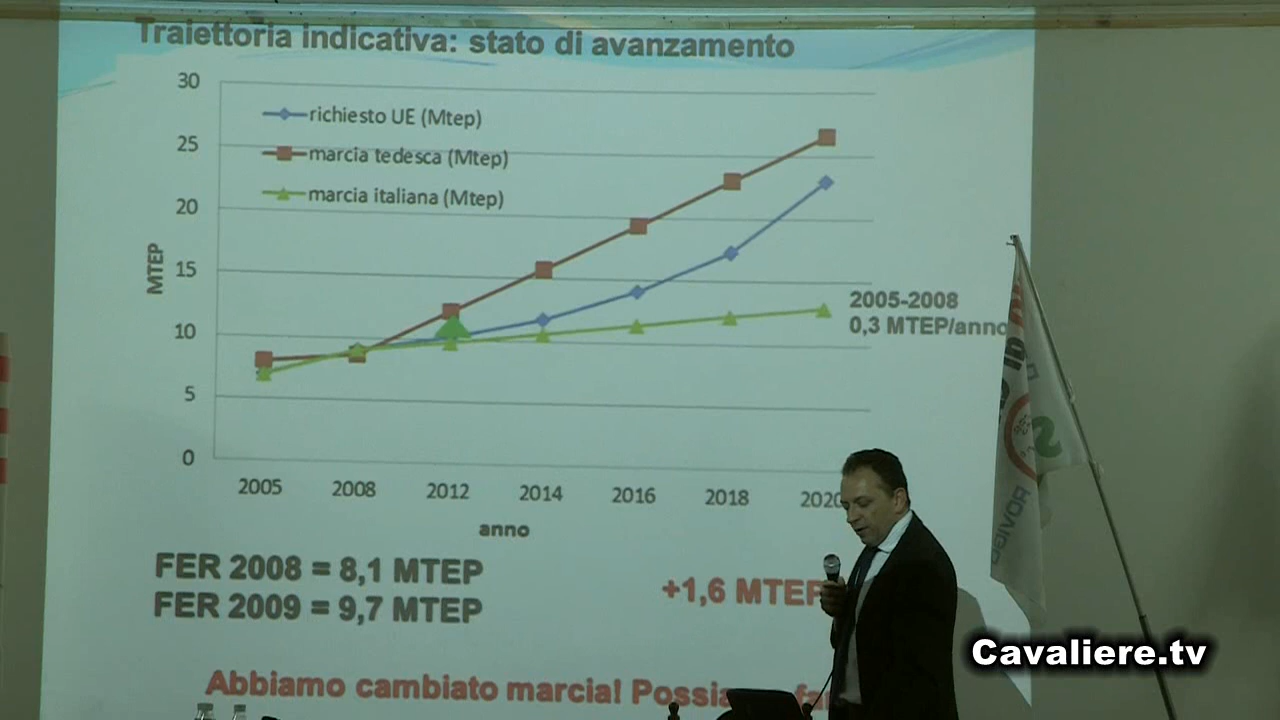 Traiettoria indicativa: stato di avanzamento
30
richiesto UE (Mtep)
25
marcia tedesca (Mtep)
20
marcia italiana (Mtep)
MTEP
15
2005-2008
0,3 MTEP/anno
10
5
0
2005 2008 2012 2014 2016 2018 2020
anno
FER 2008 = 8,1 MTEP
FER 2009 = 9,7 MTEP
+1,6 MTEP
Abbiamo cambiato marcia!
Cavaliere.tv